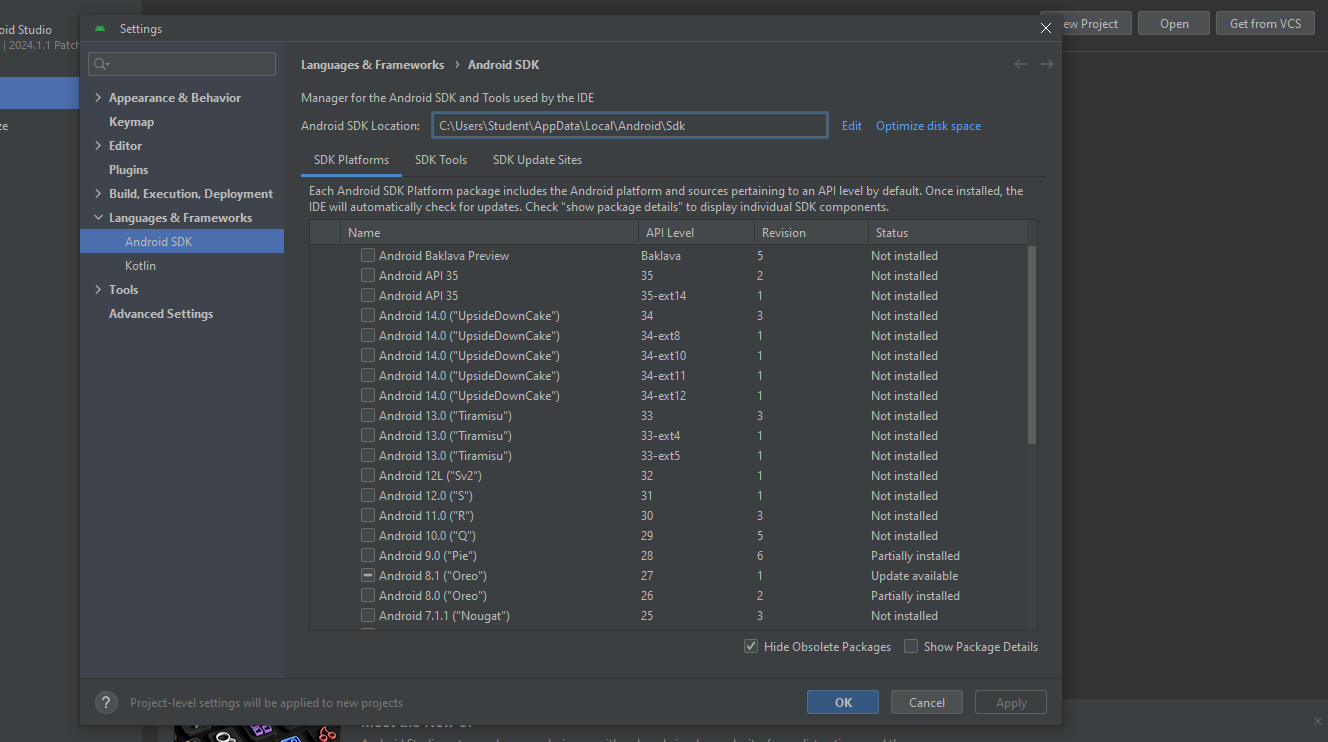 oid Studio
| 2024.1.1 Patch
ze
Settings
ew Project
Open
Get from VCS
Appearance & Behavior
Keymap
Editor
Plugins
Build, Execution, Deployment
Languages & Frameworks
Android SDK
Kotlin
Tools
Advanced Settings
Languages & Frameworks › Android SDK
Manager for the Android SDK and Tools used by the IDE
Android SDK Location: C:\Users\Student\AppData\Local\Android\Sdk Edit Optimize disk space
SDK Platforms SDK Tools SDK Update Sites
Each Android SDK Platform package includes the Android platform and sources pertaining to an API level by default. Once installed, the
IDE will automatically check for updates. Check "show package details" to display individual SDK components.
Name API Level Revision Status
Android Baklava Preview Baklava 5 Not installed
Android API 35 35 2 Not installed
Android API 35 35-ext14 1 Not installed
Android 14.0 ("UpsideDownCake") 34 3 Not installed
Android 14.0 ("UpsideDownCake") 34-ext8 1 Not installed
Android 14.0 ("UpsideDownCake") 34-ext10 1 Not installed
Android 14.0 ("UpsideDownCake") 34-ext11 1 Not installed
Android 14.0 ("UpsideDownCake") 34-ext12 1 Not installed
Android 13.0 ("Tiramisu") 33 3 Not installed
Android 13.0 ("Tiramisu") 33-ext4 1 Not installed
Android 13.0 ("Tiramisu") 33-ext5 1 Not installed
Android 12L ("Sv2") 32 1 Not installed
Android 12.0 ("S") 31 1 Not installed
Android 11.0 ("R") 30 3 Not installed
Android 10.0 ("Q") 29 5 Not installed
Android 9.0 ("Pie") 28 6 Partially installed
Android 8.1 ("Oreo") 27 1 Update available
Android 8.0 ("Oreo") 26 2 Partially installed
Android 7.1.1 ("Nougat") 25 3 Not installed
Hide Obsolete Packages Show Package Details
? Project-level settings will be applied to new projects
OK Cancel Apply